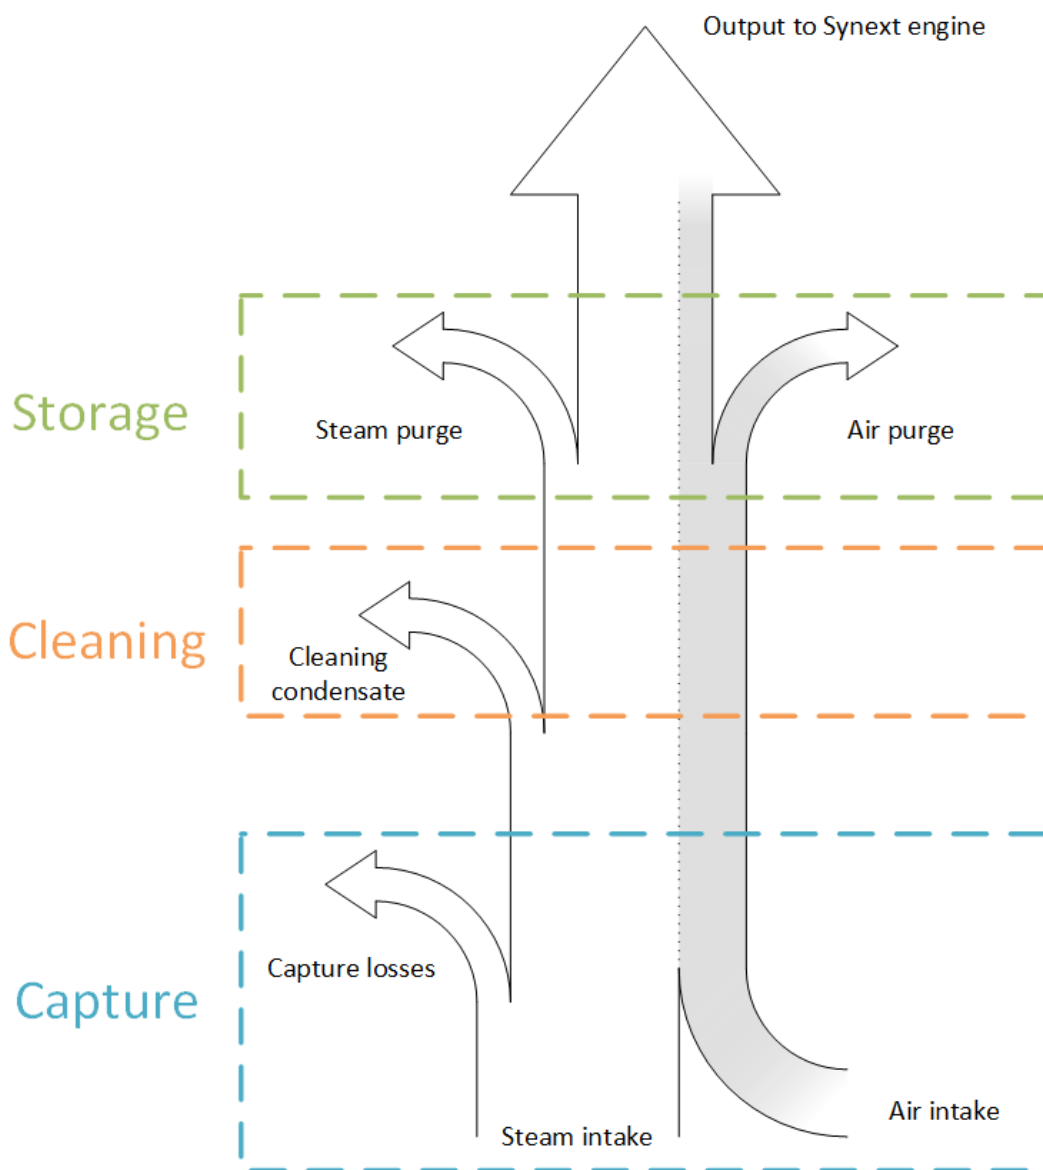 Output to Synext engine
Storage
Steam purge
Air purge
Cleaning
Cleaning
condensate
Capture losses
Capture
Air intake
Steam intake